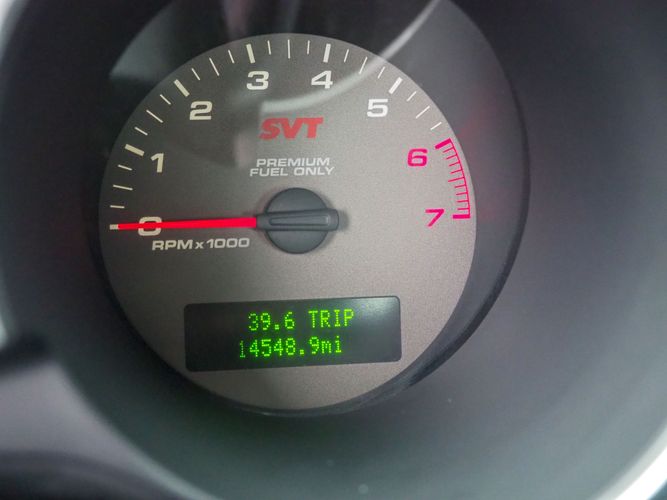 0
1
2
3
4
5
6
7
SVT
PREMIUM
FUEL ONLY
RPM x 1000
39.6 TRIP
14548.9mi